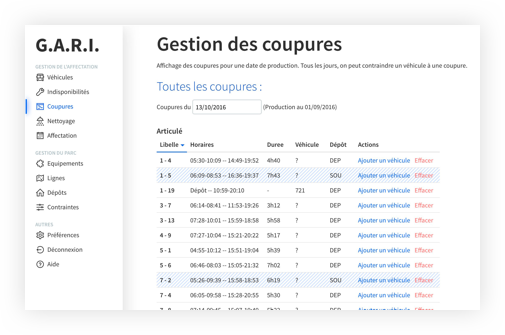 G.A.R.I.
GESTION DE L'AFFECTATION
Véhicules
Indisponibilités
Coupures
Nettoyage
Affectation
GESTION DU PARC
Equipements
Lignes
Dépôts
Contraintes
AUTRES
Préférences
Déconnexion
Aide
Gestion des coupures
Affichage des coupures pour une date de production. Tous les jours, on peut contraindre un véhicule à une coupure.
Toutes les coupures :
Coupures du 13/10/2016 (Production au 01/09/2016)
Articulé
Libelle Horaires Duree Véhicule Dépôt Actions
1 - 4 05:30-10:09 -- 14:49-19:52 4h40 ? DEP Ajouter un véhicule Effacer
1 - 5 06:09-08:53 -- 16:36-19:37 7h43 ? SOU Ajouter un véhicule Effacer
1 - 19 Dépôt -- 10:59-20:10 - 721 DEP Ajouter un véhicule Effacer
3 - 7 06:14-08:41 -- 11:53-19:26 3h12 ? DEP Ajouter un véhicule Effacer
3 - 13 07:28-10:01 -- 15:59-18:58 5h58 ? DEP Ajouter un véhicule Effacer
4 - 9 07:27-10:04 -- 15:21-20:22 5h17 ? DEP Ajouter un véhicule Effacer
5 - 1 04:55-10:12 -- 15:51-19:04 5h39 ? DEP Ajouter un véhicule Effacer
5 - 6 06:46-08:03 -- 15:05-21:32 7h02 ? DEP Ajouter un véhicule Effacer
7 - 2 05:26-09:39 -- 15:58-18:53 6h19 ? SOU Ajouter un véhicule Effacer
7 - 4 06:05-09:58 -- 15:28-20:55 5h30 ? DEP Ajouter un véhicule Effacer